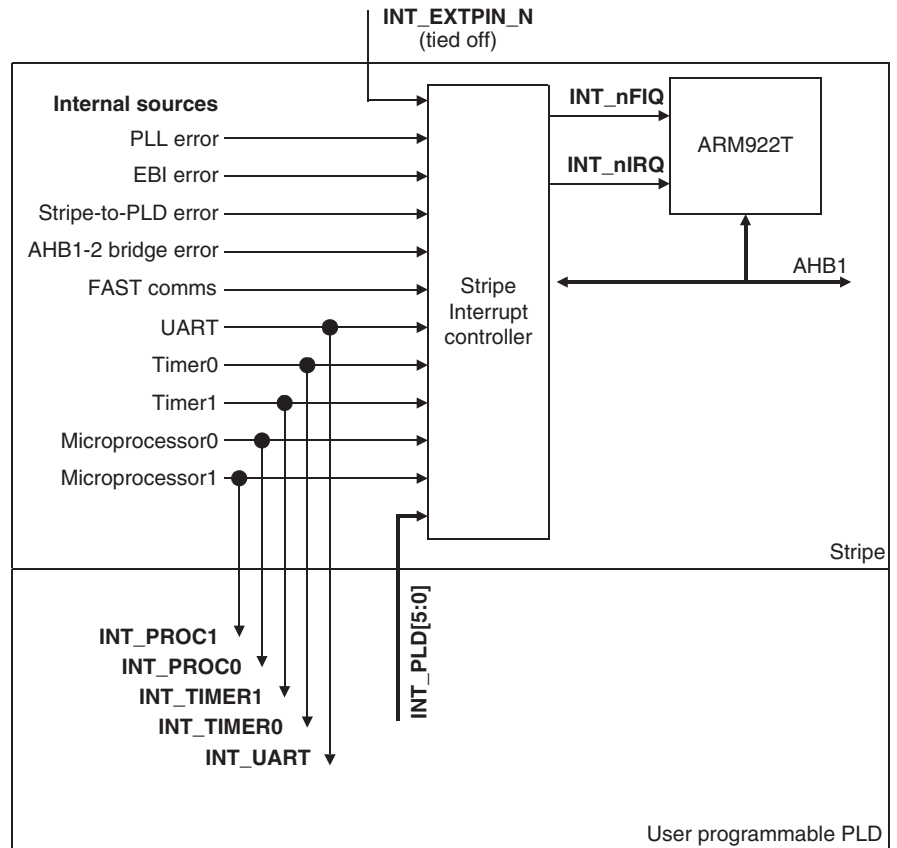 INT_EXTPIN_N
(tied off)
Internal sources
PLL error
EBI error
Stripe-to-PLD error
AHB1-2 bridge error
FAST comms
UART
Timer0
Timer1
Microprocessor0
Microprocessor1
Stripe
Interrupt
controller
INT_nFIQ
INT_nIRQ
ARM922T
AHB1
Stripe
INT_PROC1
INT_PROC0
INT_TIMER1
INT_TIMER0
INT_UART
INT_PLD[5:0]
User programmable PLD